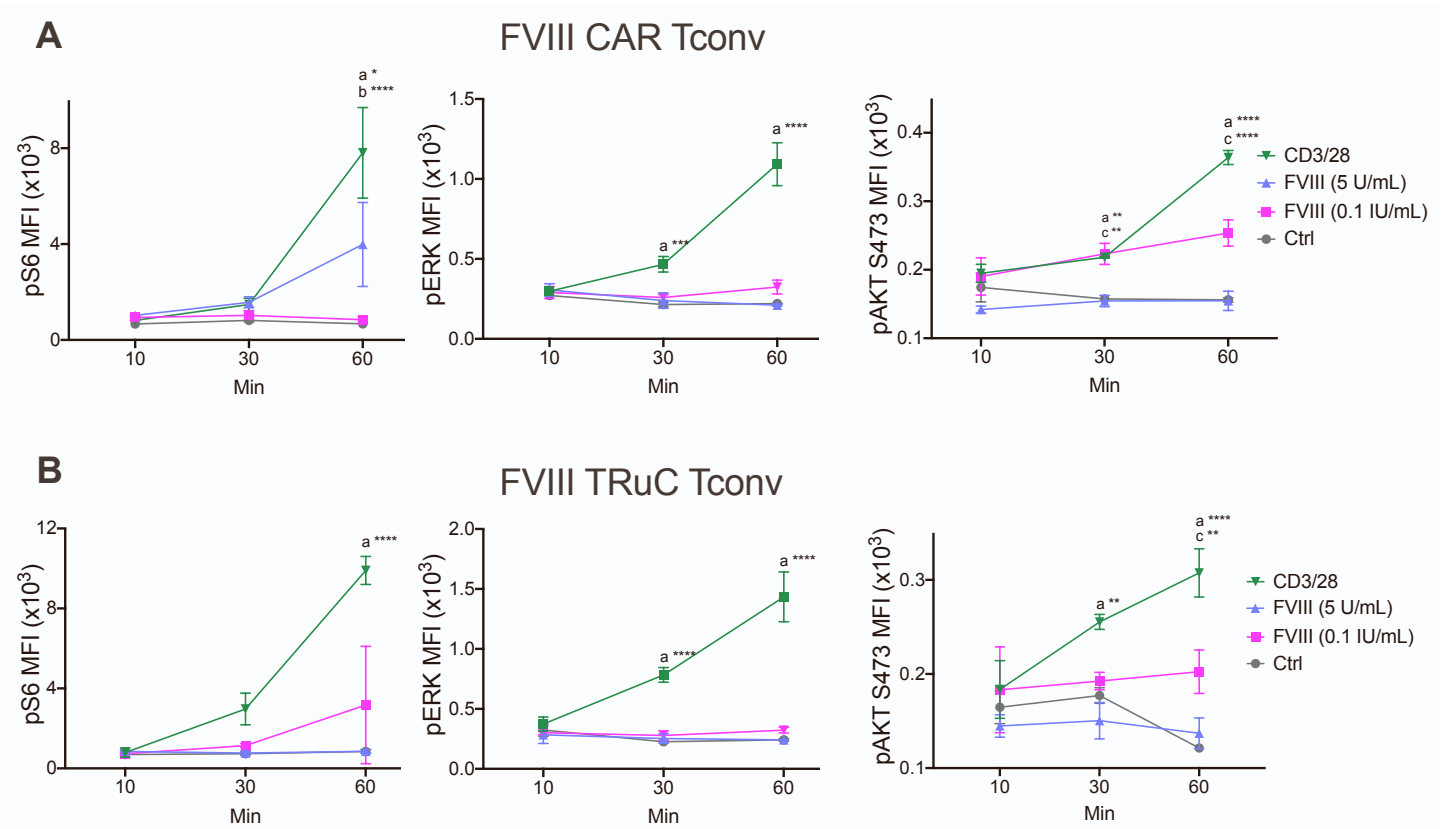 A
FVIII CAR Tconv
a *
b ****
pS6 MFI (x10³)
8
4
0
10
30
60
Min
pERK MFI (x10³)
1.5
1.0
0.5
0.0
a ***
a ****
10
30
60
Min
pAKT S473 MFI (x10³)
0.4
0.3
0.2
0.1
a **
c **
a ****
c ****
10
30
60
Min
CD3/28
FVIII (5 U/mL)
FVIII (0.1 IU/mL)
Ctrl
B
FVIII TRuC Tconv
pS6 MFI (x10³)
12
8
4
0
a ****
10
30
60
Min
pERK MFI (x10³)
2.0
1.5
1.0
0.5
0.0
a ****
a ****
10
30
60
Min
pAKT S473 MFI (x10³)
0.3
0.2
0.1
a **
a ****
c **
10
30
60
Min
CD3/28
FVIII (5 U/mL)
FVIII (0.1 IU/mL)
Ctrl